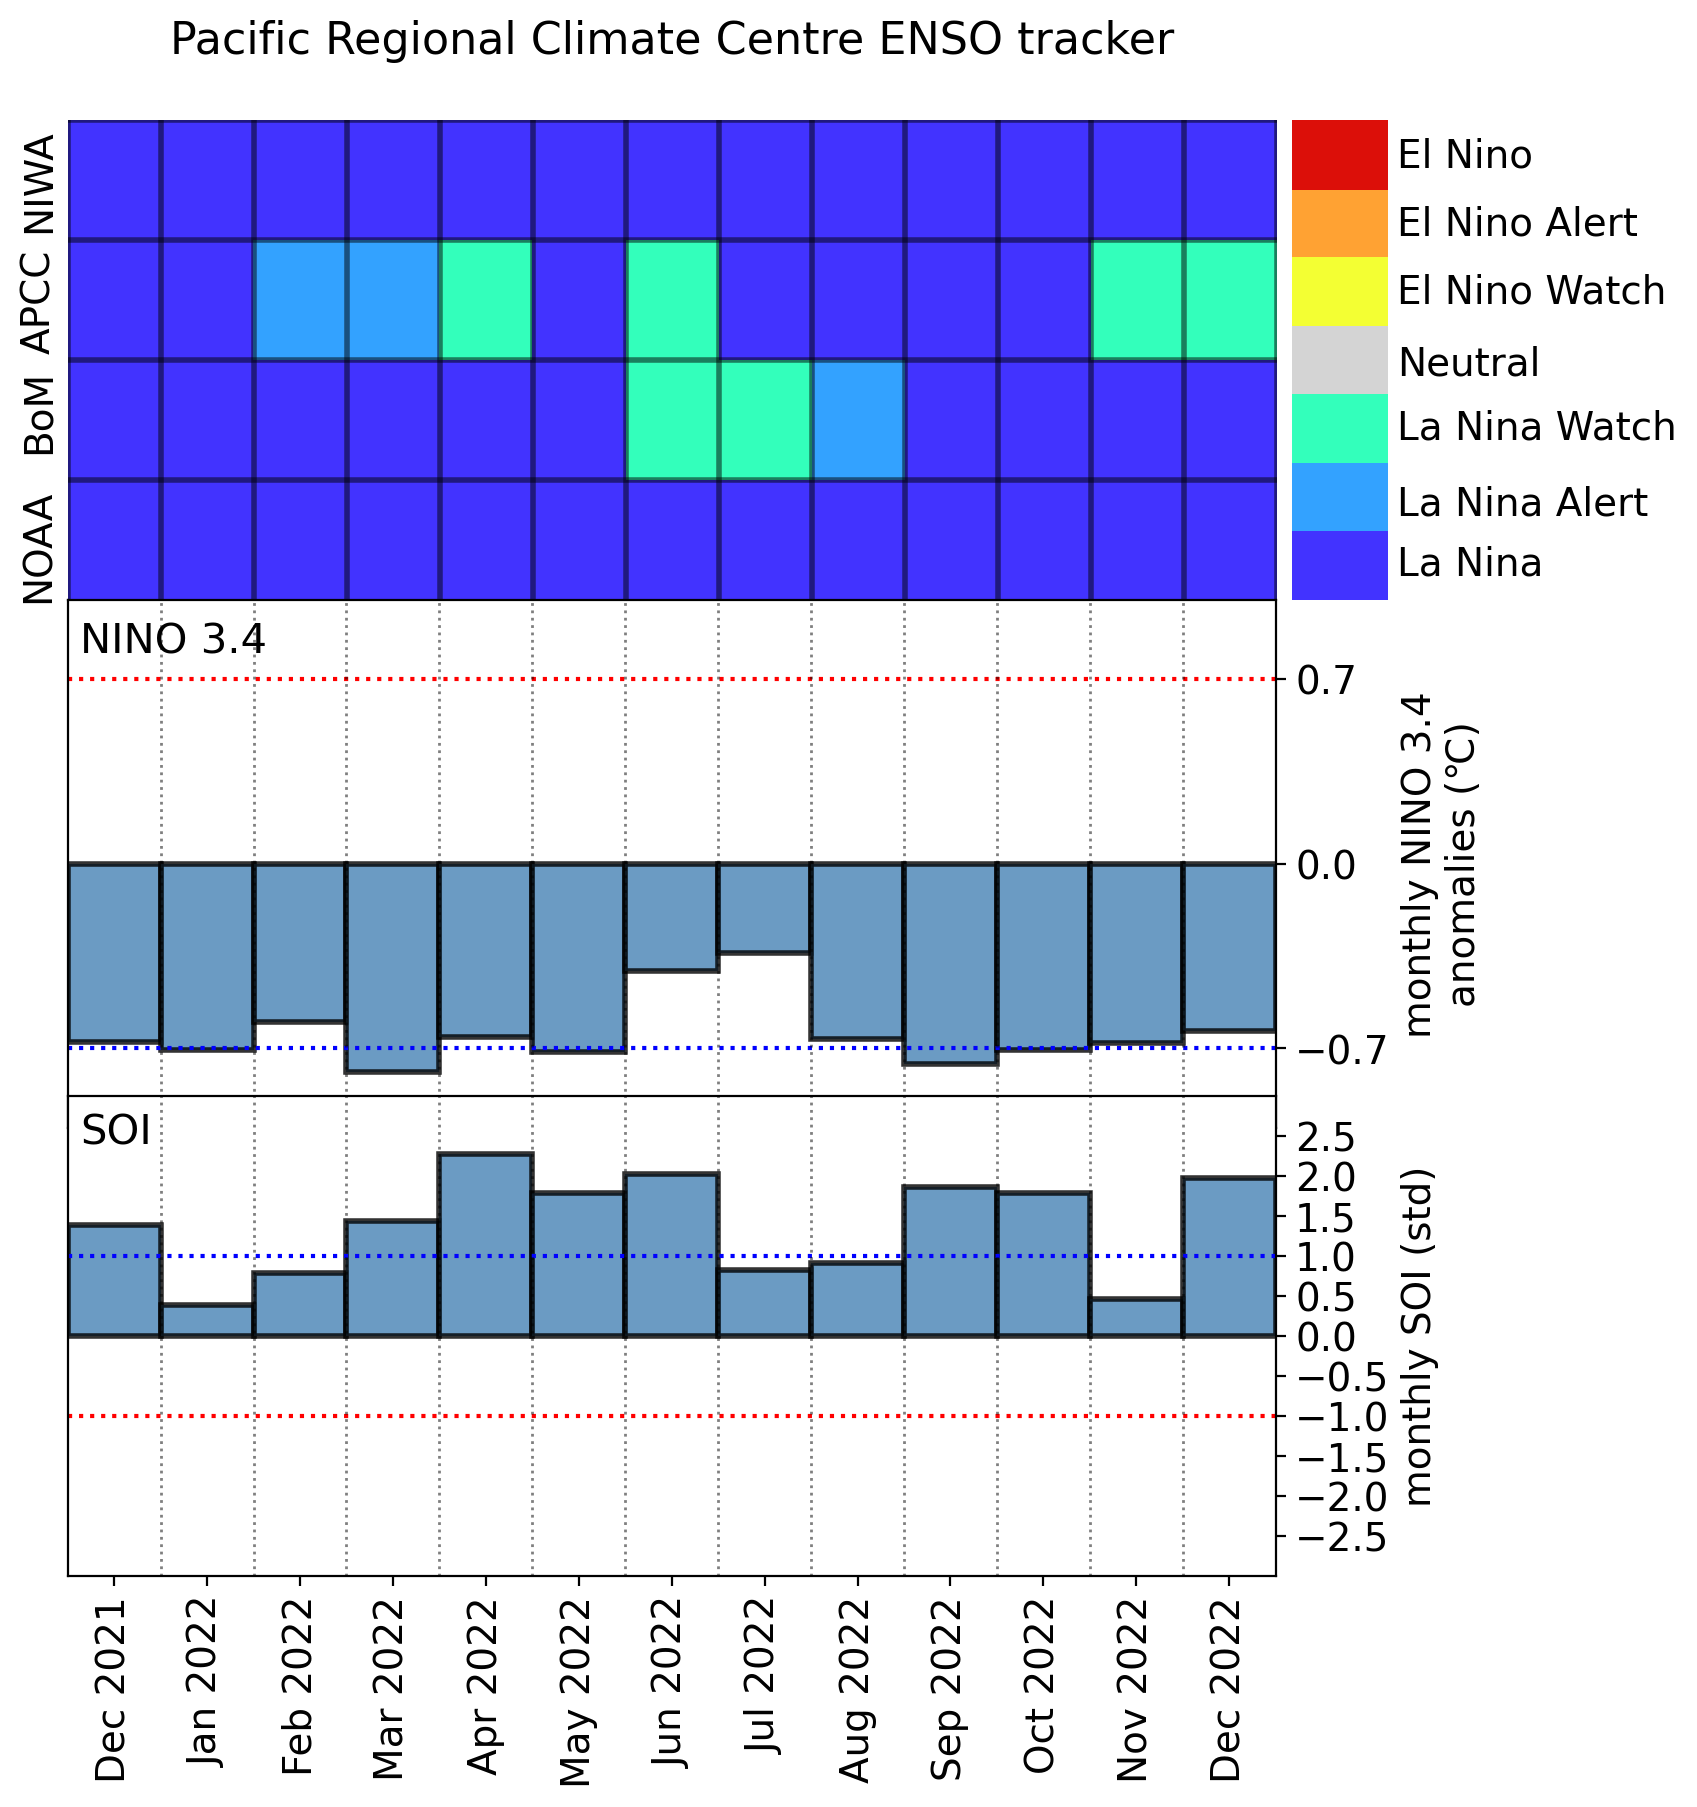 Pacific Regional Climate Centre ENSO tracker
NIWA
APCC
BoM
NOAA
El Nino
El Nino Alert
El Nino Watch
Neutral
La Nina Watch
La Nina Alert
La Nina
NINO 3.4
0.7
0.0
−0.7
monthly NINO 3.4
anomalies (°C)
SOI
2.5
2.0
1.5
1.0
0.5
0.0
−0.5
−1.0
−1.5
−2.0
−2.5
monthly SOI (std)
Dec 2021
Jan 2022
Feb 2022
Mar 2022
Apr 2022
May 2022
Jun 2022
Jul 2022
Aug 2022
Sep 2022
Oct 2022
Nov 2022
Dec 2022